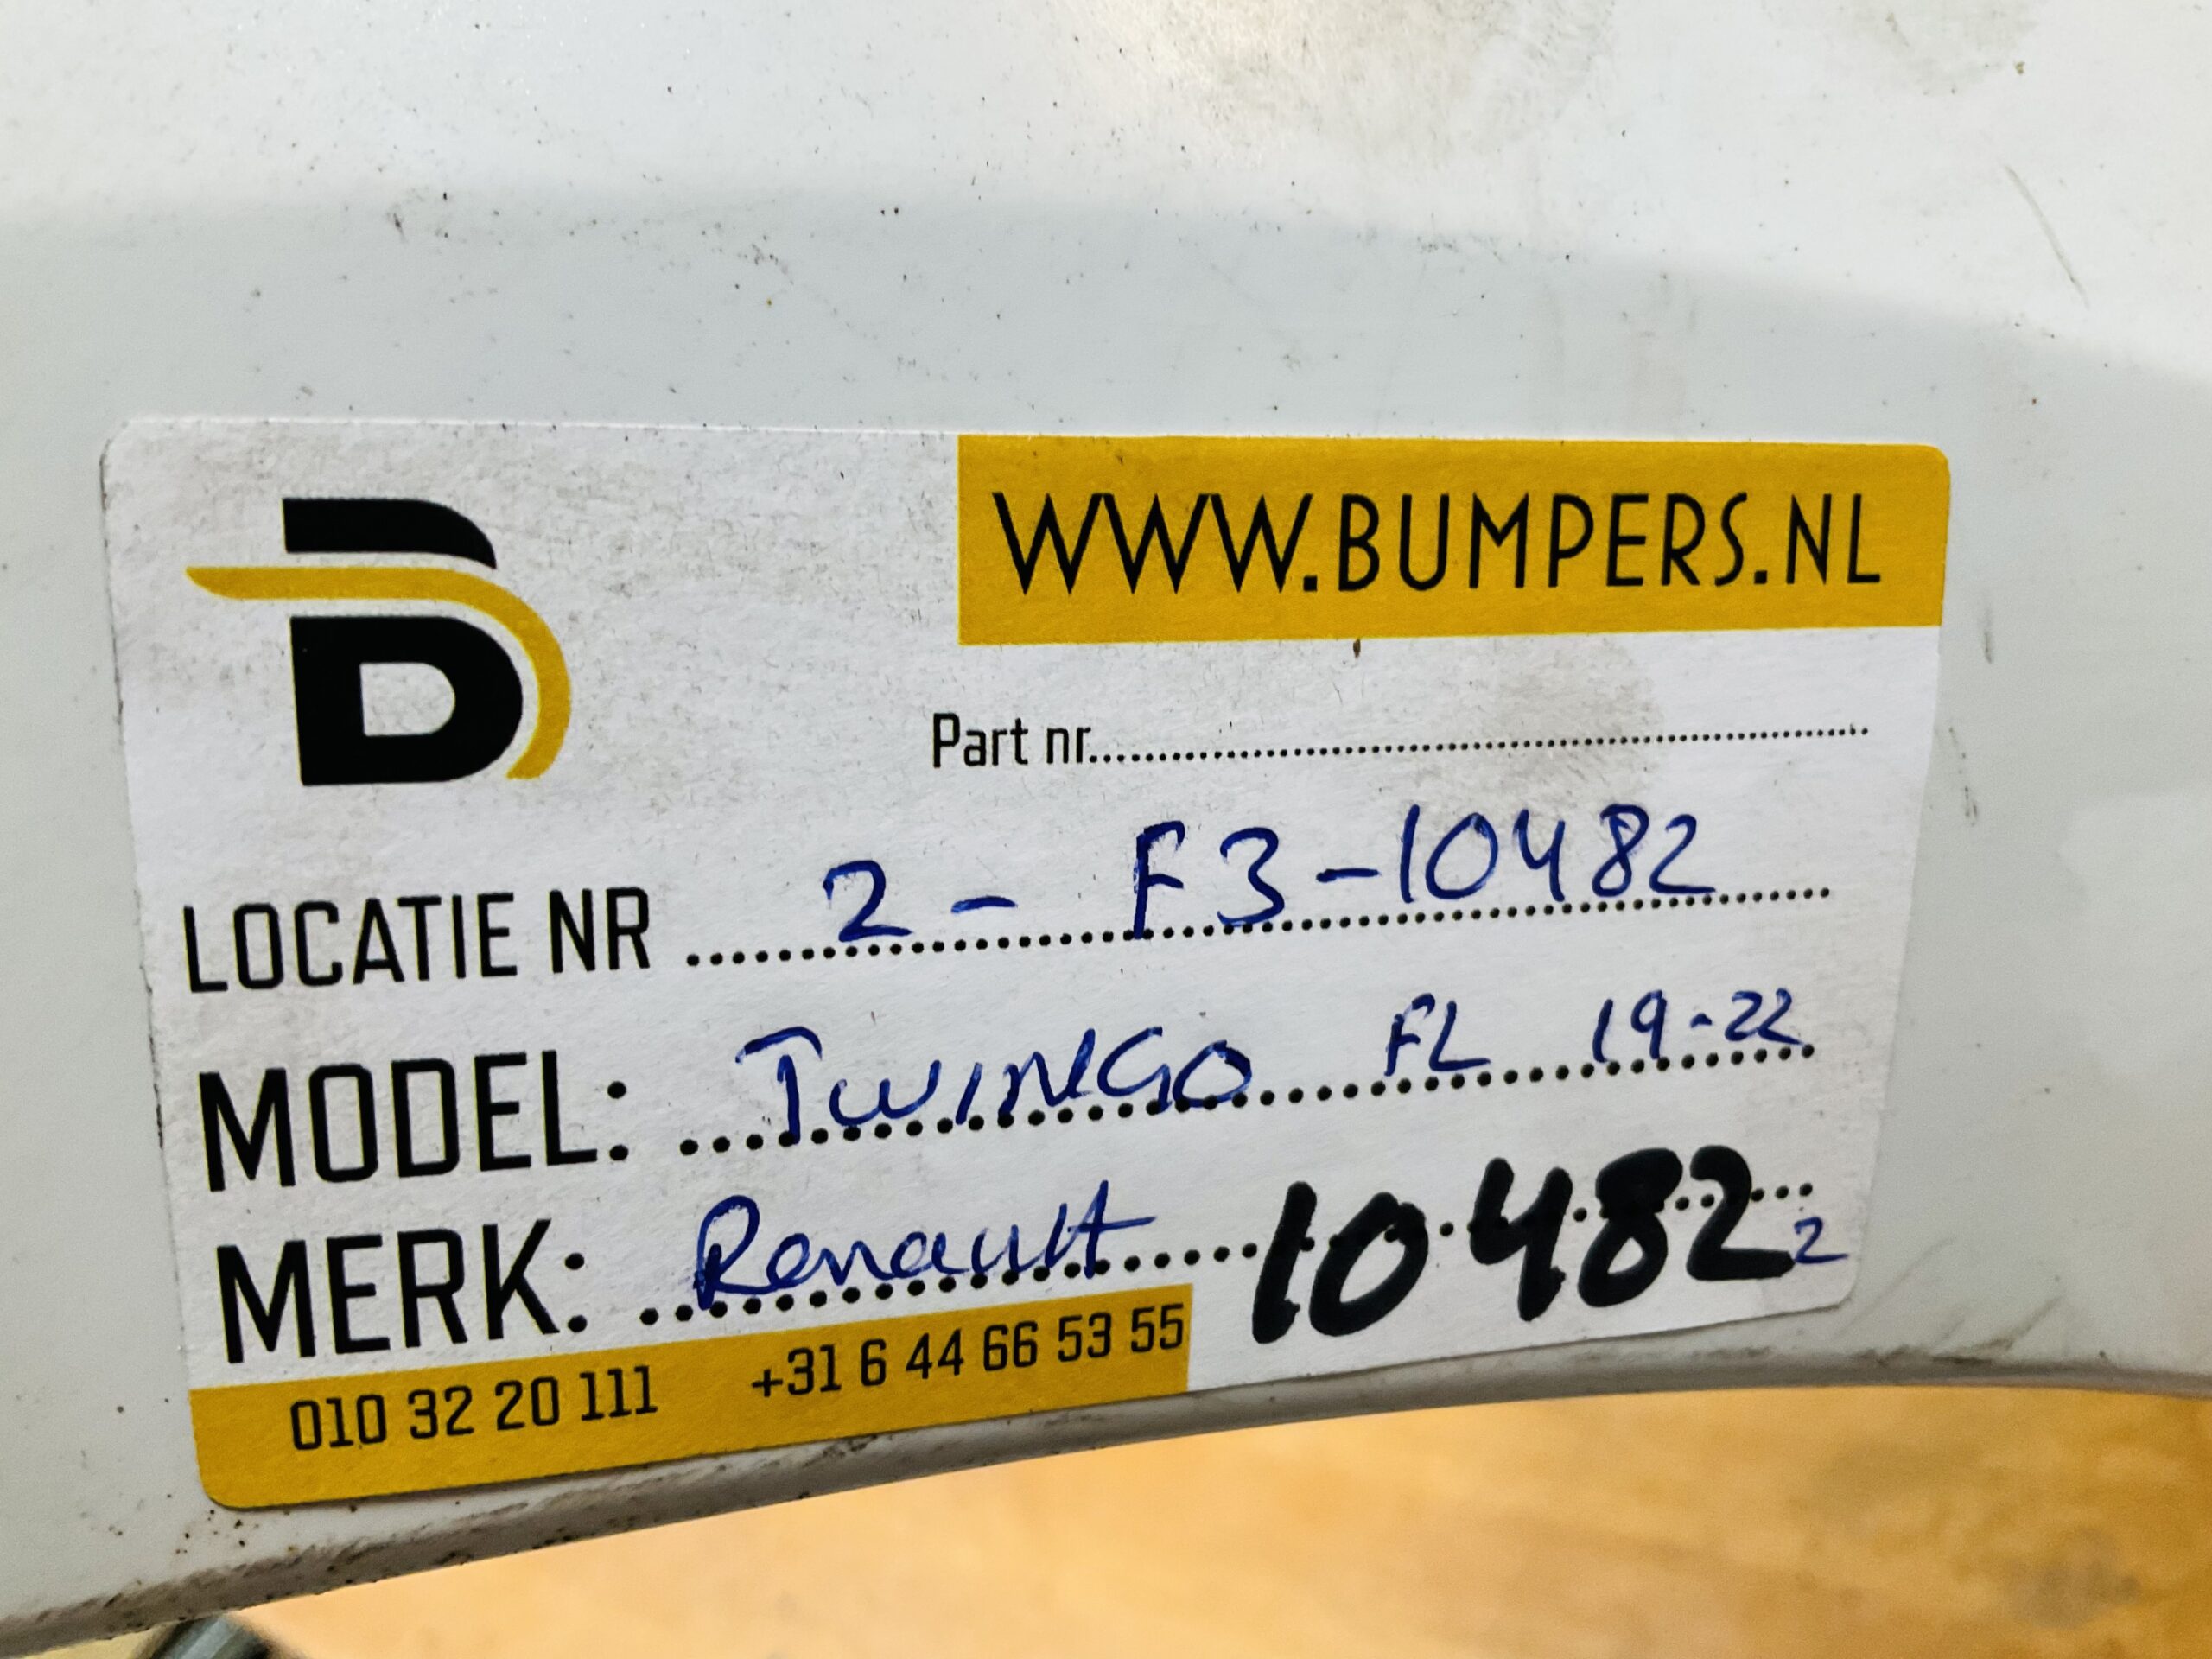 B
WWW.BUMPERS.NL
Part nr..........
LOCATIE NR 2 - F3-10482
MODEL: TWINGO FL 19-22
MERK: Renault 10482 2
010 32 20 111 +31 6 44 66 53 55